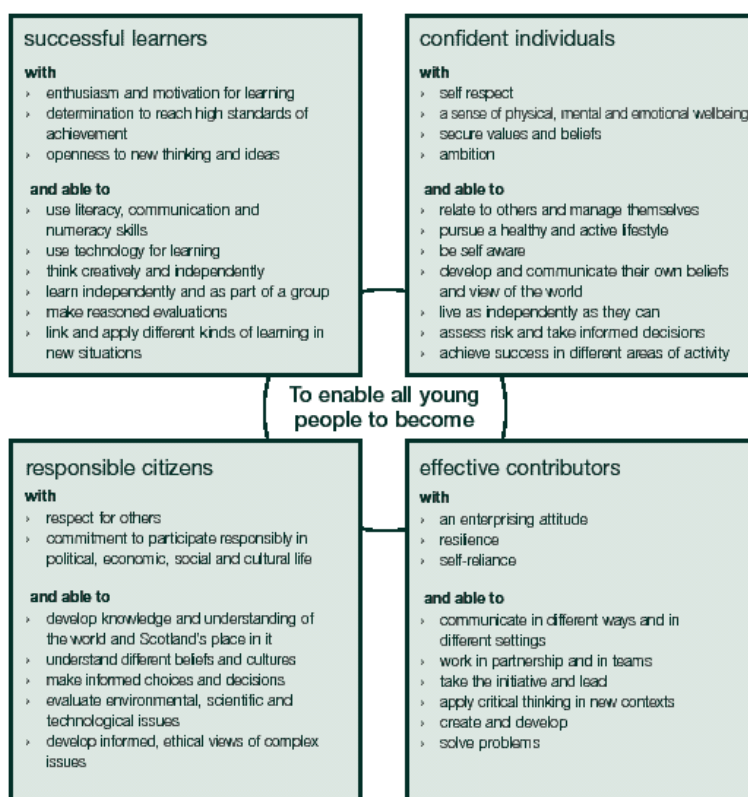 successful learners
with
› enthusiasm and motivation for learning
› determination to reach high standards of
achievement
› openness to new thinking and ideas
and able to
› use literacy, communication and
numeracy skills
› use technology for learning
› think creatively and independently
› learn independently and as part of a group
› make reasoned evaluations
› link and apply different kinds of learning in
new situations
confident individuals
with
› self respect
› a sense of physical, mental and emotional wellbeing
› secure values and beliefs
› ambition
and able to
› relate to others and manage themselves
› pursue a healthy and active lifestyle
› be self aware
› develop and communicate their own beliefs
and view of the world
› live as independently as they can
› assess risk and take informed decisions
› achieve success in different areas of activity
To enable all young
people to become
responsible citizens
with
› respect for others
› commitment to participate responsibly in
political, economic, social and cultural life
and able to
› develop knowledge and understanding of
the world and Scotland's place in it
› understand different beliefs and cultures
› make informed choices and decisions
› evaluate environmental, scientific and
technological issues
› develop informed, ethical views of complex
issues
effective contributors
with
› an enterprising attitude
› resilience
› self-reliance
and able to
› communicate in different ways and in
different settings
› work in partnership and in teams
› take the initiative and lead
› apply critical thinking in new contexts
› create and develop
› solve problems